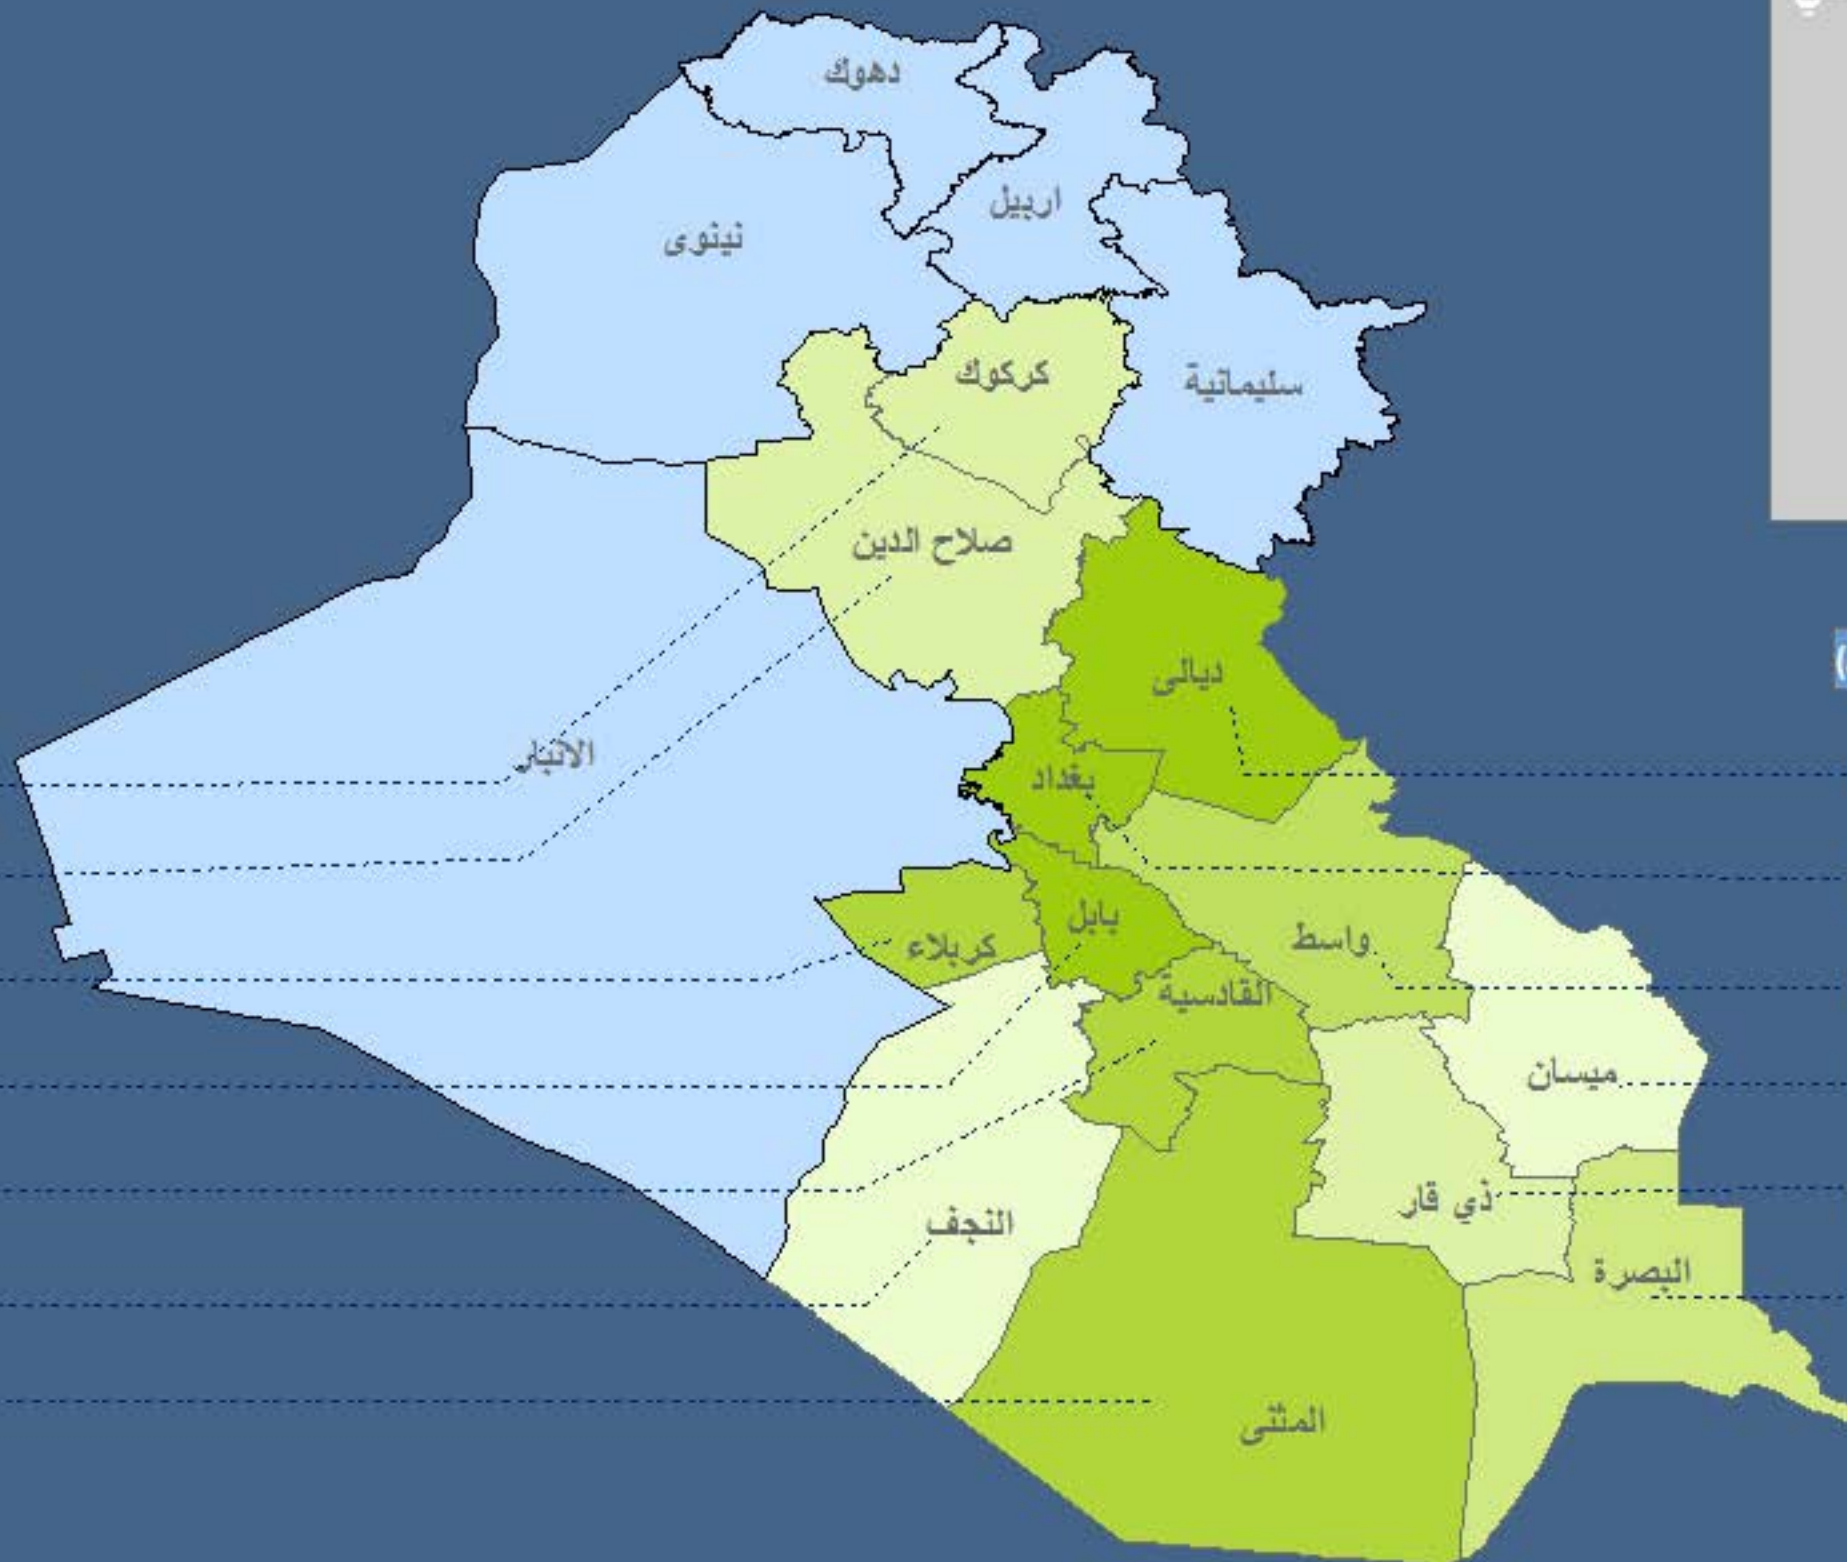 دهوك
اربيل
نينوى
كركوك
سليمانية
صلاح الدين
ديالى
الانبار
بغداد
بابل
واسط
كربلاء
القادسية
ميسان
ذي قار
النجف
البصرة
المثنى